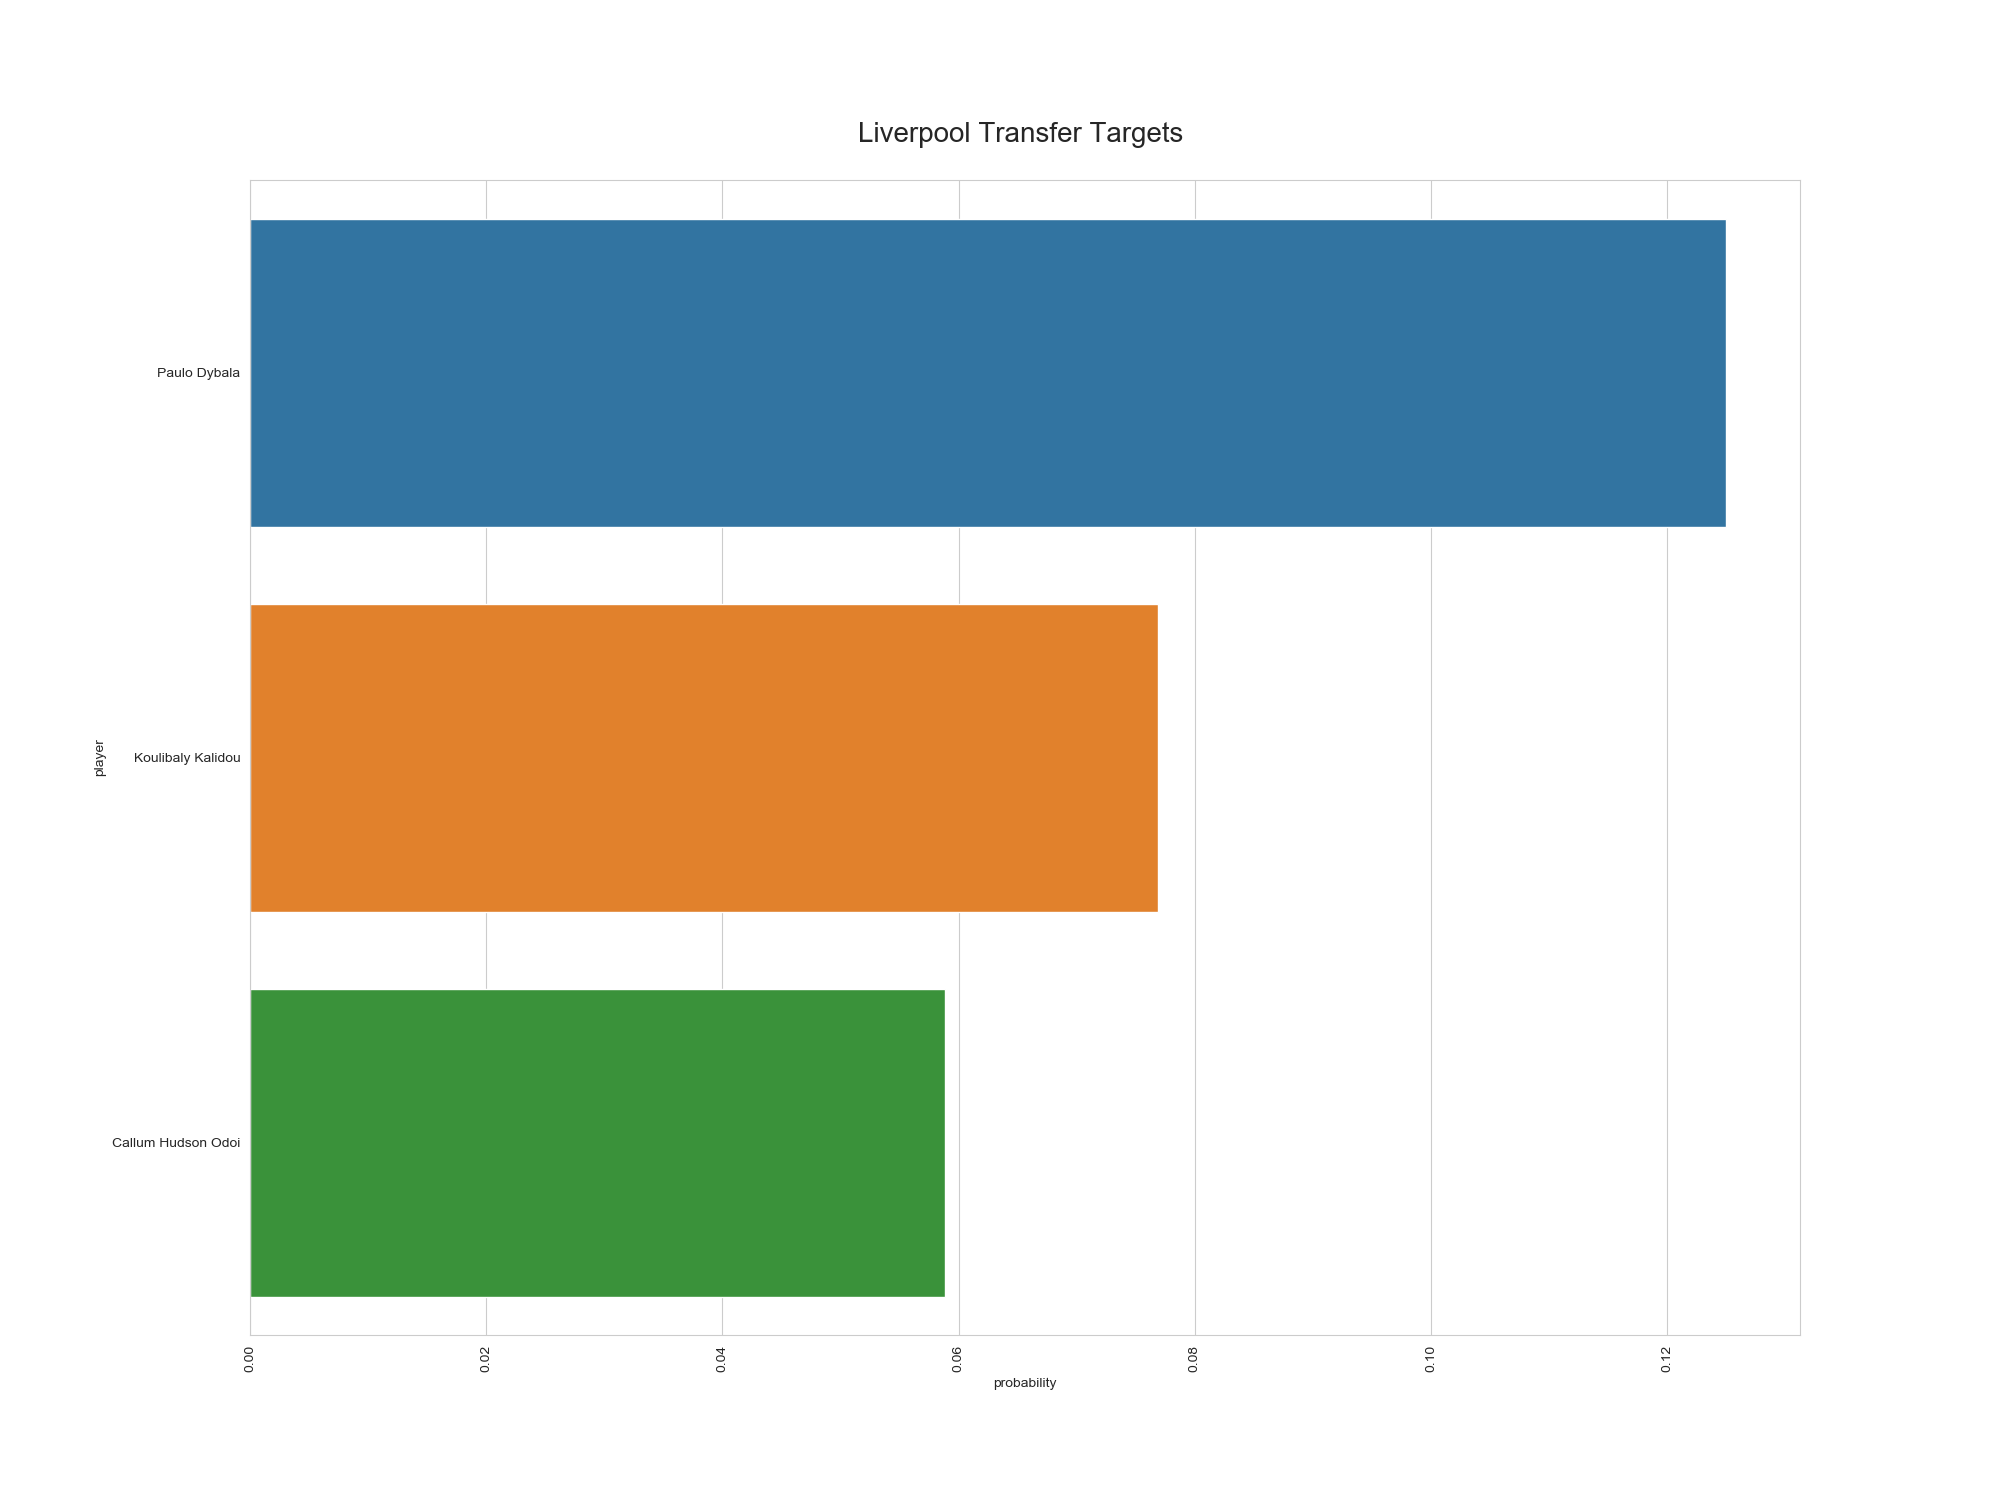 Liverpool Transfer Targets
Paulo Dybala
Koulibaly Kalidou
Callum Hudson Odoi
player
0.00
0.02
0.04
0.06
0.08
0.10
0.12
probability